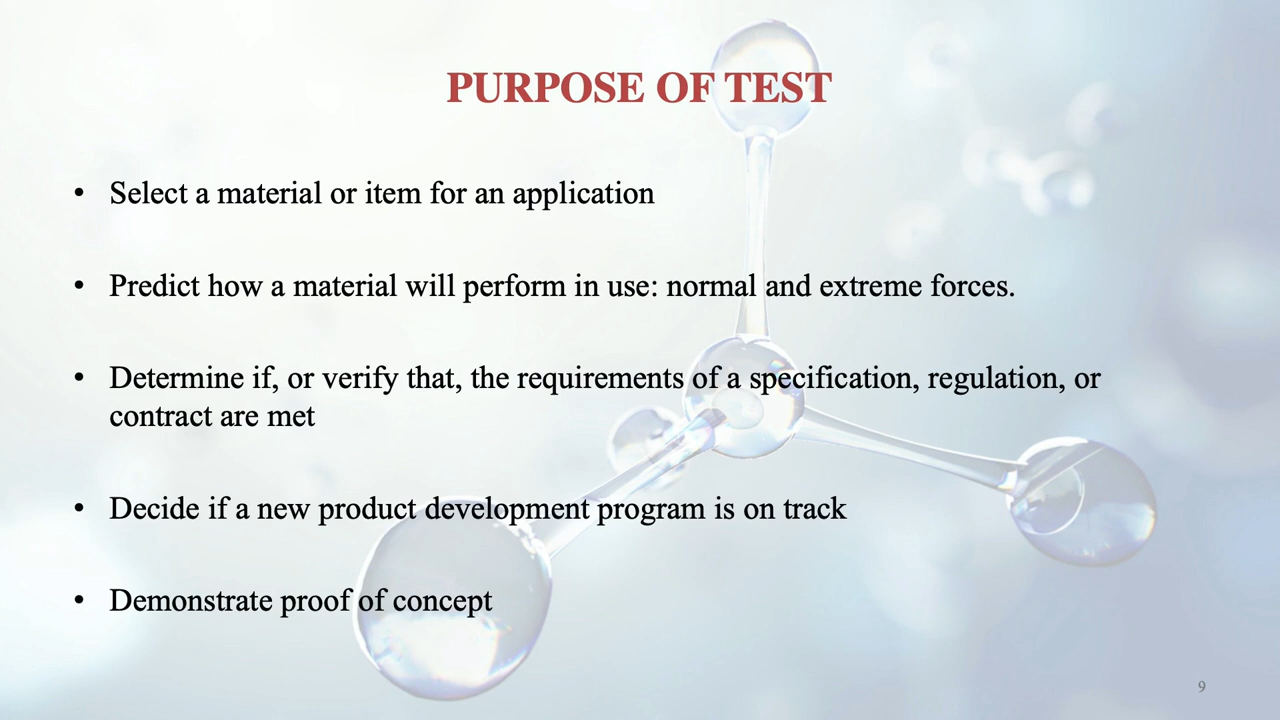 PURPOSE OF TEST
• Select a material or item for an application
• Predict how a material will perform in use: normal and extreme forces.
• Determine if, or verify that, the requirements of a specification, regulation, or
contract are met
• Decide if a new product development program is on track
• Demonstrate proof of concept
9